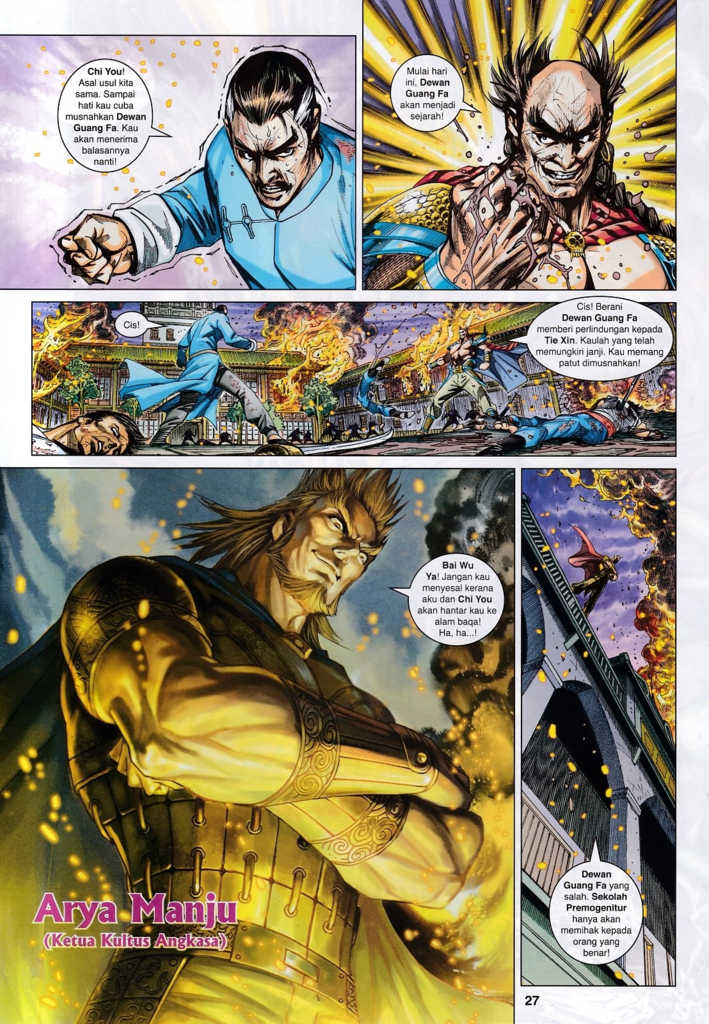 Chi You!
Asal usul kita
sama. Sampai
hati kau cuba
musnahkan Dewan
Guang Fa. Kau
akan menerima
balasannya
nanti!
Mulai hari
ini, Dewan
Guang Fa
akan menjadi
sejarah!
Cis!
Cis! Berani
Dewan Guang Fa
memberi perlindungan kepada
Tie Xin. Kaulah yang telah
memungkiri janji. Kau memang
patut dimusnahkan!
Bai Wu
Ya! Jangan kau
menyesal kerana
aku dan Chi You
akan hantar kau ke
alam baqa!
Ha, ha...!
Arya Manju
(Ketua Kultus Angkasa)
Dewan
Guang Fa yang
salah. Sekolah
Premogenitur
hanya akan
memihak kepada
orang yang
benar!
27